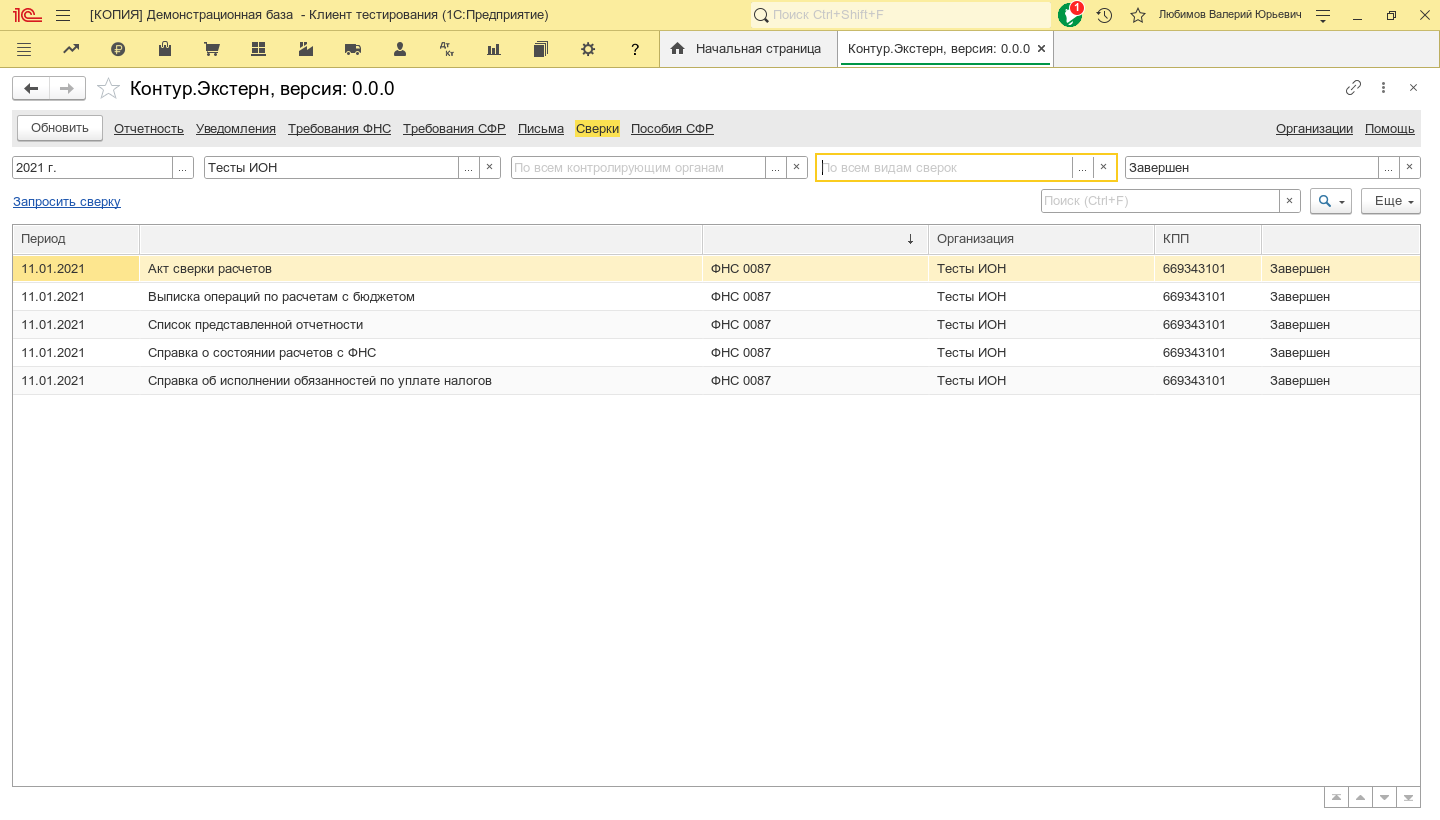 1С [КОПИЯ] Демонстрационная база - Клиент тестирования (1С:Предприятие) Поиск Ctrl+Shift+F 1 Любимов Валерий Юрьевич
Дт Кт ? Начальная страница Контур.Экстерн, версия: 0.0.0 ×
Контур.Экстерн, версия: 0.0.0
Обновить Отчетность Уведомления Требования ФНС Требования СФР Письма Сверки Пособия СФР Организации Помощь
2021 г. ... Тесты ИОН ... × По всем контролирующим органам ... × По всем видам сверок ... × Завершен ... ×
Запросить сверку Поиск (Ctrl+F) × Еще
Период ↓ Организация КПП
11.01.2021 Акт сверки расчетов ФНС 0087 Тесты ИОН 669343101 Завершен
11.01.2021 Выписка операций по расчетам с бюджетом ФНС 0087 Тесты ИОН 669343101 Завершен
11.01.2021 Список представленной отчетности ФНС 0087 Тесты ИОН 669343101 Завершен
11.01.2021 Справка о состоянии расчетов с ФНС ФНС 0087 Тесты ИОН 669343101 Завершен
11.01.2021 Справка об исполнении обязанностей по уплате налогов ФНС 0087 Тесты ИОН 669343101 Завершен